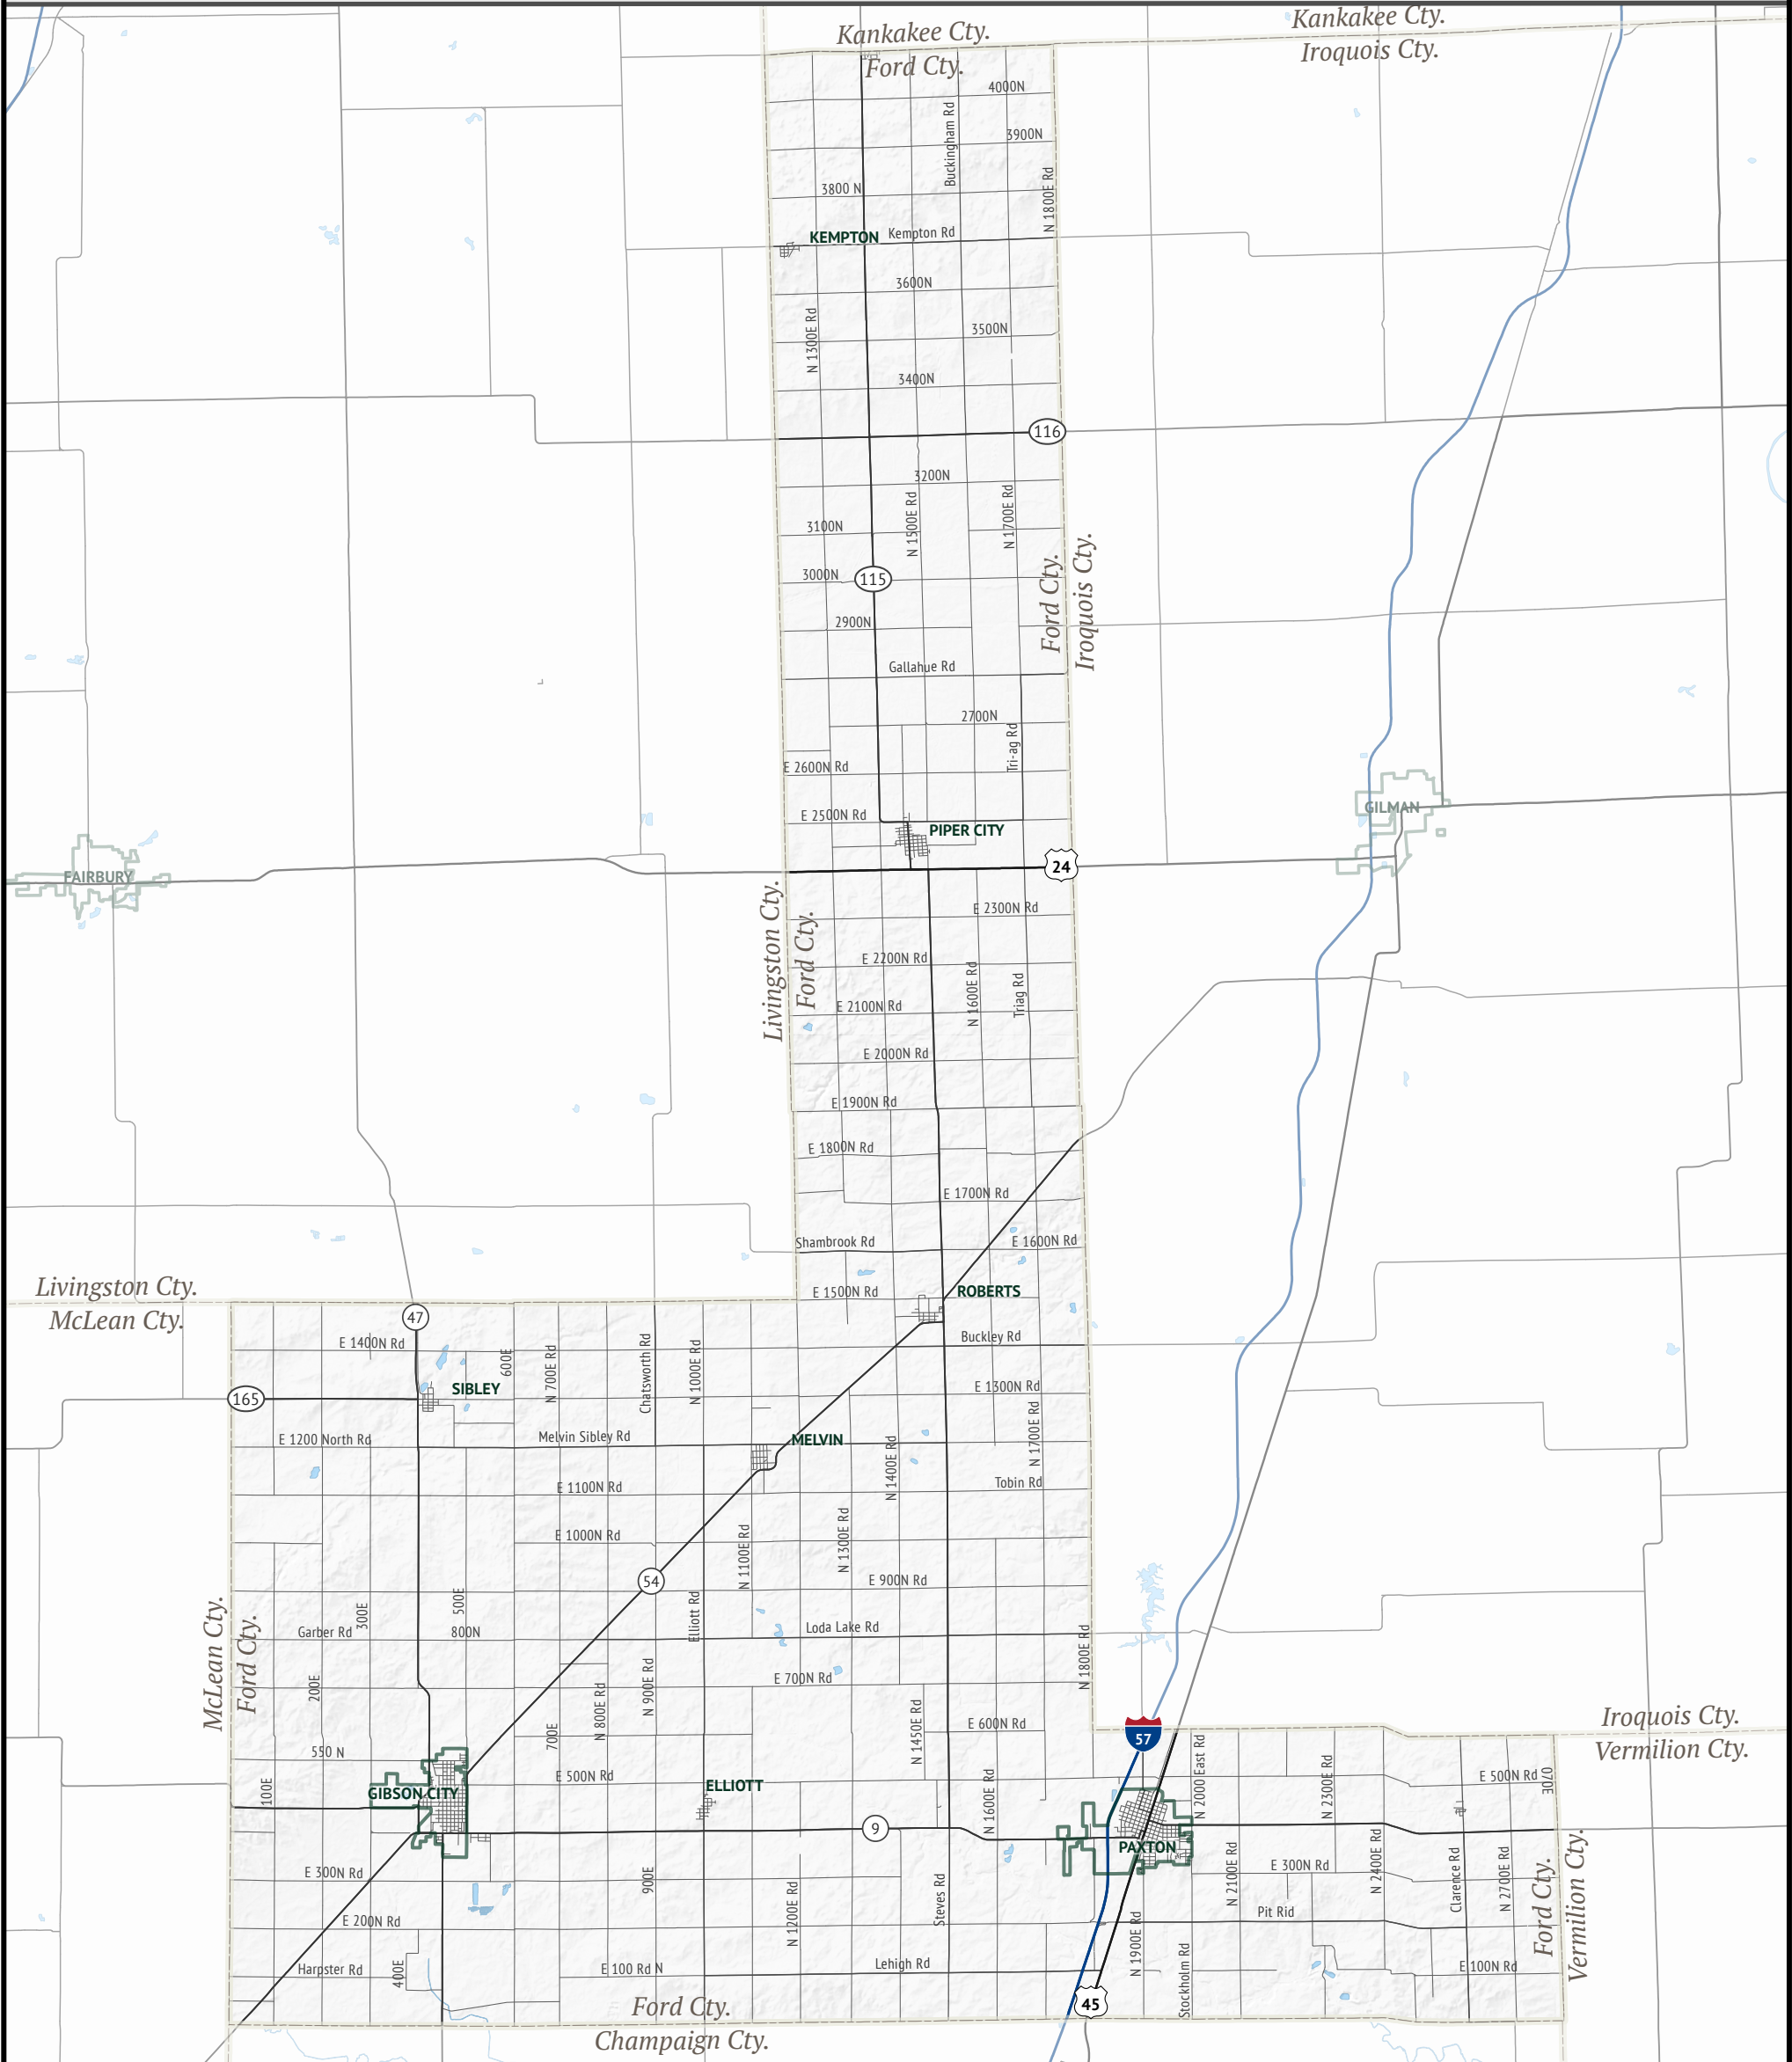 Kankakee Cty.
Ford Cty.
Kankakee Cty.
Iroquois Cty.
4000N
Buckingham Rd
3900N
3800 N
N 1800E Rd
KEMPTON
Kempton Rd
3600N
N 1300E Rd
3500N
3400N
116
3200N
N 1500E Rd
N 1700E Rd
3100N
Ford Cty.
Iroquois Cty.
3000N
115
2900N
Gallahue Rd
2700N
Tri-ag Rd
E 2600N Rd
GILMAN
E 2500N Rd
PIPER CITY
24
FAIRBURY
Livingston Cty.
Ford Cty.
E 2300N Rd
E 2200N Rd
N 1600E Rd
Triag Rd
E 2100N Rd
E 2000N Rd
E 1900N Rd
E 1800N Rd
E 1700N Rd
Shambrook Rd
E 1600N Rd
Livingston Cty.
McLean Cty.
E 1500N Rd
ROBERTS
47
E 1400N Rd
600E
N 700E Rd
Chatsworth Rd
N 1000E Rd
Buckley Rd
165
SIBLEY
E 1300N Rd
E 1200 North Rd
Melvin Sibley Rd
MELVIN
N 1400E Rd
N 1700E Rd
E 1100N Rd
Tobin Rd
E 1000N Rd
N 1100E Rd
N 1300E Rd
54
E 900N Rd
McLean Cty.
Ford Cty.
300E
500E
Elliott Rd
Garber Rd
800N
Loda Lake Rd
N 1800E Rd
200E
N 900E Rd
E 700N Rd
N 800E Rd
700E
N 1450E Rd
E 600N Rd
57
Iroquois Cty.
Vermilion Cty.
550 N
100E
GIBSON CITY
E 500N Rd
ELLIOTT
N 1600E Rd
N 2000 East Rd
N 2300E Rd
E 500N Rd
070E
9
PAXTON
E 300N Rd
900E
N 1200E Rd
Steves Rd
N 2100E Rd
E 300N Rd
N 2400E Rd
Clarence Rd
N 2700E Rd
Ford Cty.
Vermilion Cty.
E 200N Rd
Pit Rid
N 1900E Rd
Stockholm Rd
Harpster Rd
400E
E 100 Rd N
Lehigh Rd
E 100N Rd
45
Ford Cty.
Champaign Cty.